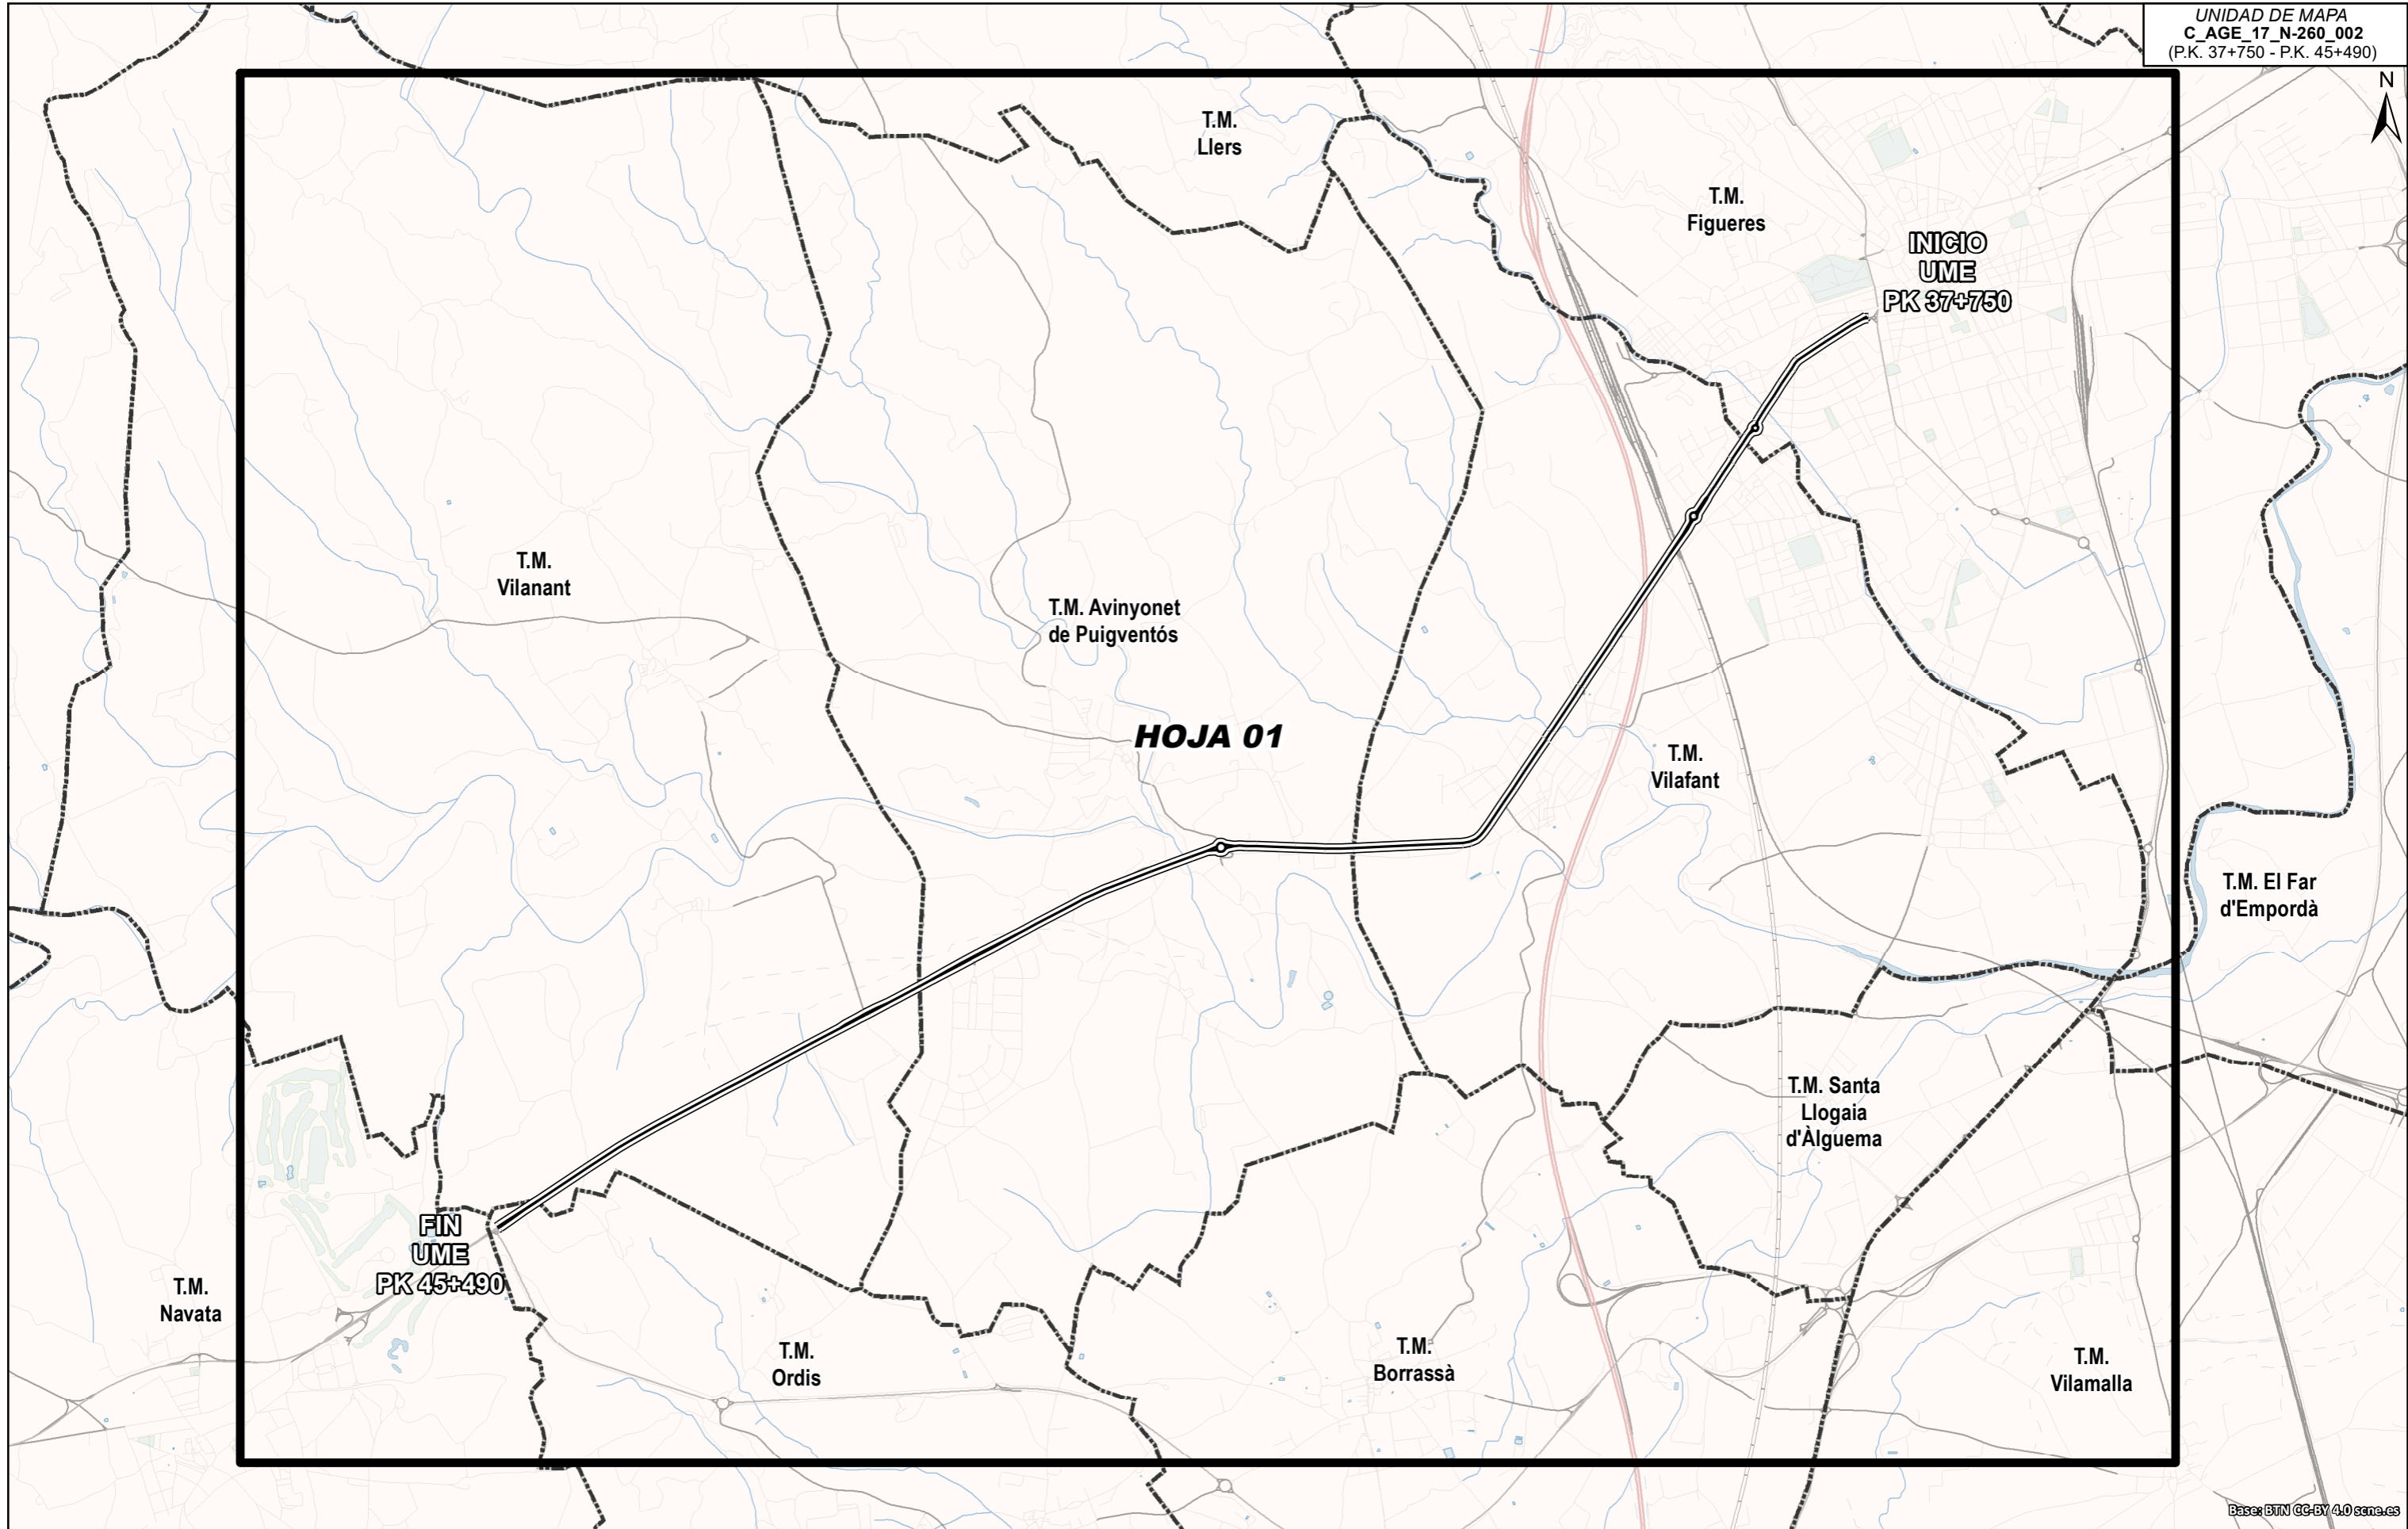 UNIDAD DE MAPA
C_AGE_17_N-260_002
(P.K. 37+750 - P.K. 45+490)
N
T.M.
Llers
T.M.
Figueres
INICIO
UME
PK 37+750
T.M.
Vilanant
T.M. Avinyonet
de Puigventós
HOJA 01
T.M.
Vilafant
T.M. El Far
d'Empordà
T.M. Santa
Llogaia
d'Àlguema
FIN
UME
PK 45+490
T.M.
Navata
T.M.
Ordis
T.M.
Borrassà
T.M.
Vilamalla
Base: BTN CC-BY 4.0 scne.es